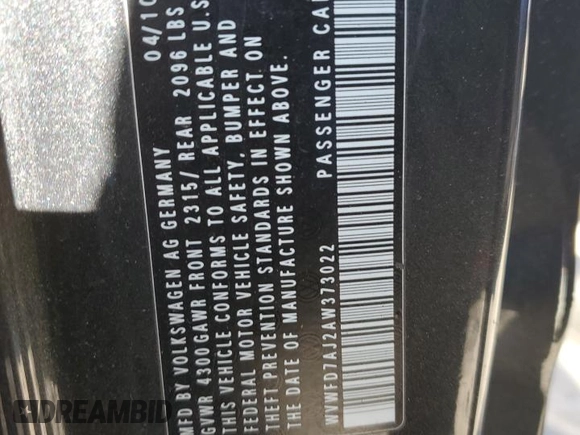 MFD BY VOLKSWAGEN AG GERMANY 04/10
GVWR 4300 GAWR FRONT 2315/ REAR 2096 LBS
THIS VEHICLE CONFORMS TO ALL APPLICABLE U.S
FEDERAL MOTOR VEHICLE SAFETY, BUMPER AND
THEFT PREVENTION STANDARDS IN EFFECT ON
THE DATE OF MANUFACTURE SHOWN ABOVE.
WVWFD7AJ2AW373022 PASSENGER CAR
DREAMBID